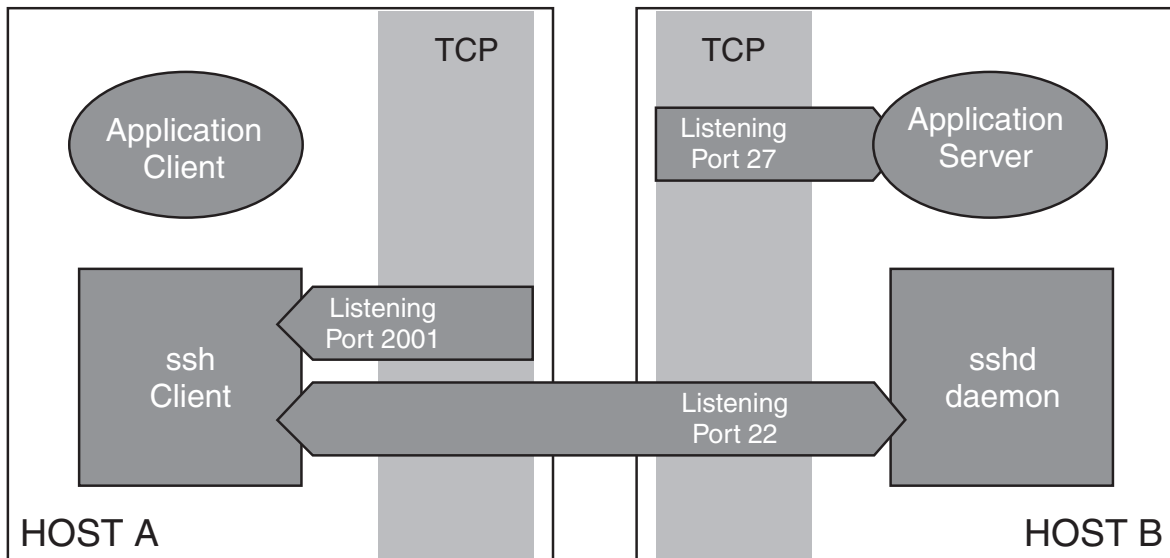 TCP
Application
Client
Listening
Port 2001
ssh
Client
HOST A
TCP
Listening
Port 27
Application
Server
Listening
Port 22
sshd
daemon
HOST B